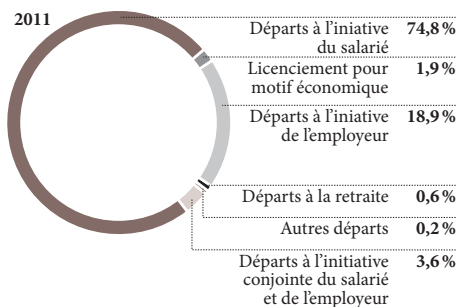 2011
Départs à l'iniative 74,8 %
du salarié
Licenciement pour 1,9 %
motif économique
Départs à l'iniative 18,9 %
de l'employeur
Départs à la retraite 0,6 %
Autres départs 0,2 %
Départs à l'initiative 3,6 %
conjointe du salarié
et de l'employeur